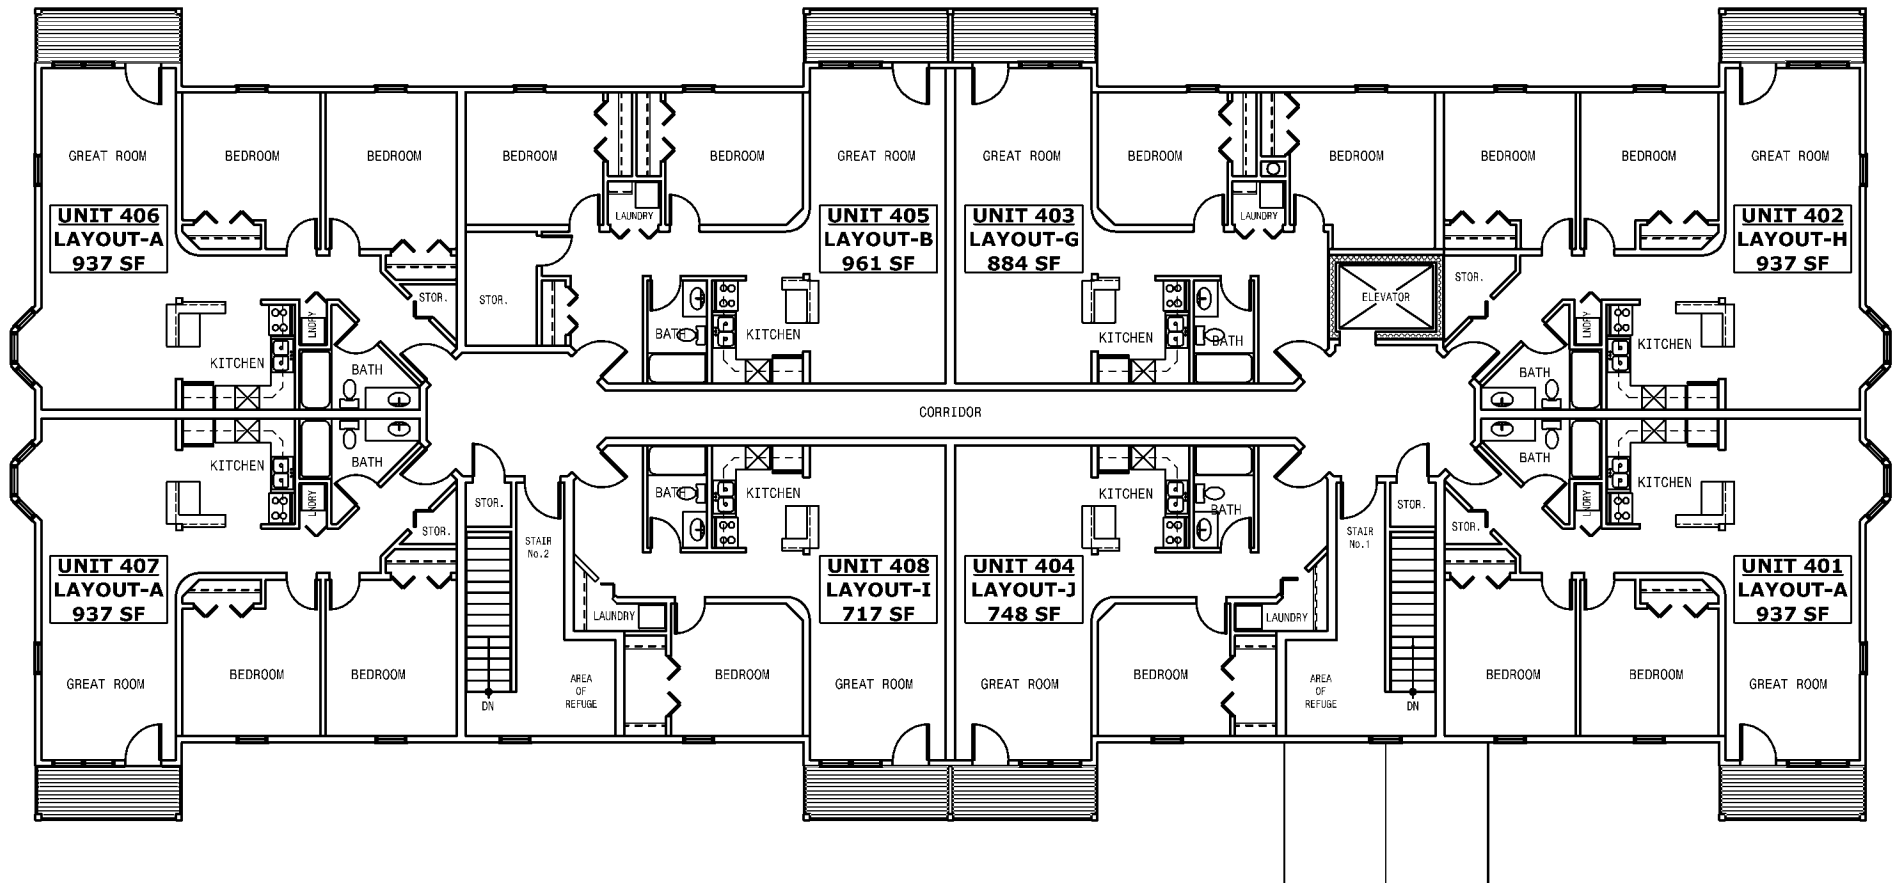 GREAT ROOM
BEDROOM
BEDROOM
BEDROOM
BEDROOM
GREAT ROOM
GREAT ROOM
BEDROOM
BEDROOM
BEDROOM
BEDROOM
GREAT ROOM
UNIT 406
LAYOUT-A
937 SF
LAUNDRY
UNIT 405
LAYOUT-B
961 SF
UNIT 403
LAYOUT-G
884 SF
LAUNDRY
UNIT 402
LAYOUT-H
937 SF
STOR.
STOR.
ELEVATOR
STOR.
LNDRY
KITCHEN
BATH
BATH
KITCHEN
KITCHEN
BATH
BATH
LNDRY
KITCHEN
CORRIDOR
KITCHEN
BATH
LNDRY
STOR.
STOR.
STAIR
No.2
BATH
KITCHEN
KITCHEN
BATH
STAIR
No.1
STOR.
STOR.
BATH
LNDRY
KITCHEN
UNIT 407
LAYOUT-A
937 SF
LAUNDRY
UNIT 408
LAYOUT-I
717 SF
UNIT 404
LAYOUT-J
748 SF
LAUNDRY
UNIT 401
LAYOUT-A
937 SF
GREAT ROOM
BEDROOM
BEDROOM
DN
AREA
OF
REFUGE
BEDROOM
GREAT ROOM
GREAT ROOM
BEDROOM
AREA
OF
REFUGE
DN
BEDROOM
BEDROOM
GREAT ROOM